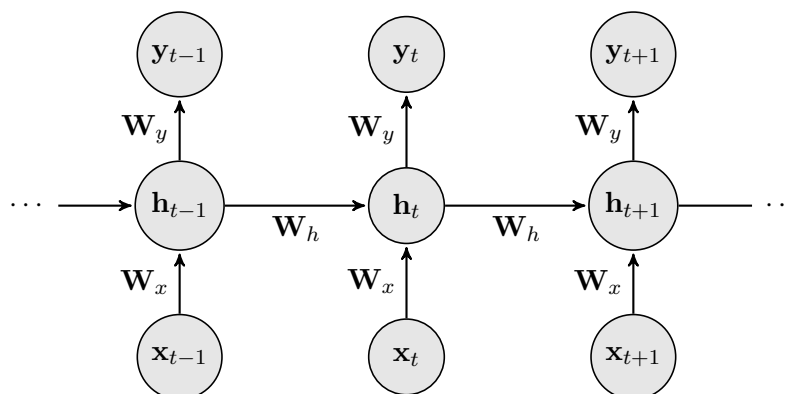 y_{t−1} y_t y_{t+1}
W_y W_y W_y
··· h_{t−1} h_t h_{t+1} ··
W_h W_h
W_x W_x W_x
x_{t−1} x_t x_{t+1}